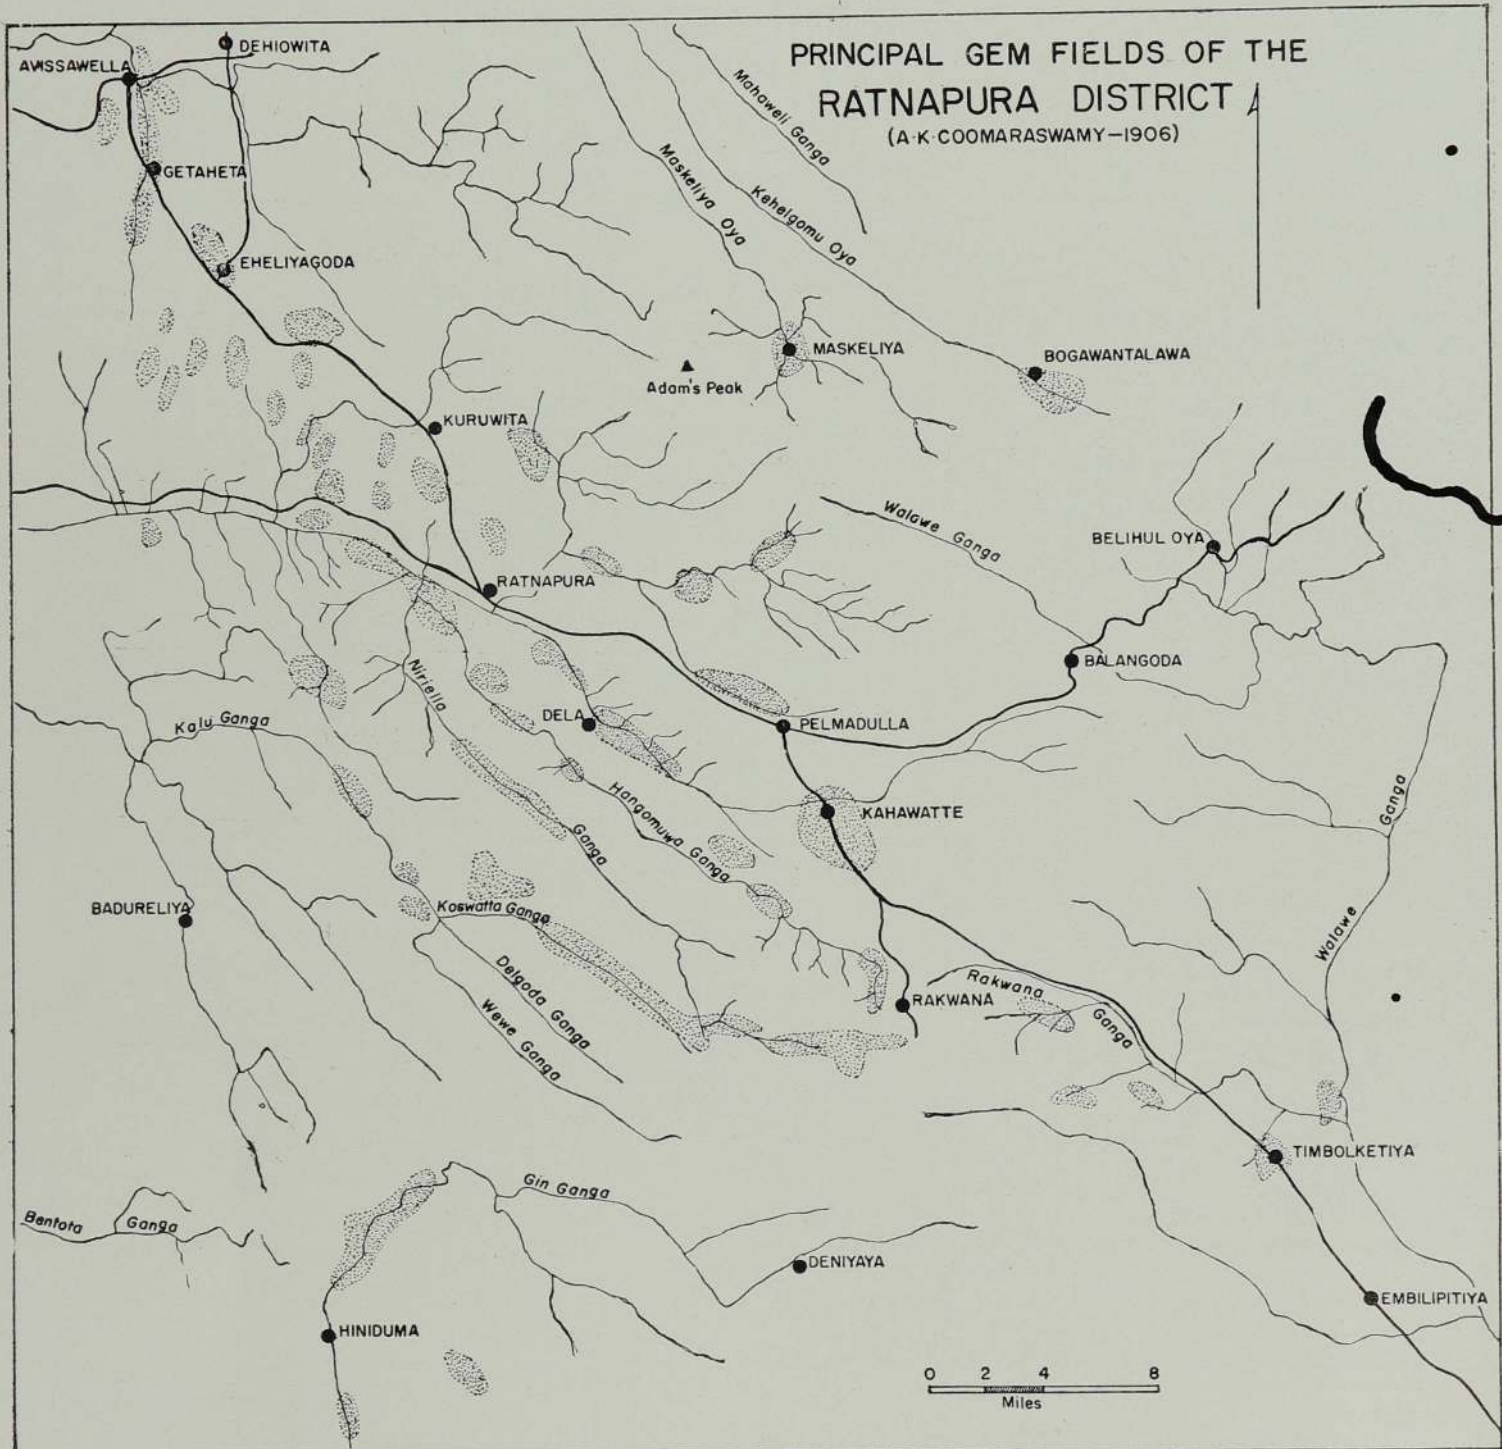 PRINCIPAL GEM FIELDS OF THE
RATNAPURA DISTRICT
(A·K·COOMARASWAMY—1906)
DEHIOWITA
AVISSAWELLA
GETAHETA
EHELIYAGODA
Mahaweli Ganga
Maskeliya Oya
Kehelgomu Oya
MASKELIYA
BOGAWANTALAWA
Adam's Peak
KURUWITA
Walawe Ganga
BELIHUL OYA
RATNAPURA
BALANGODA
Niriella
Ganga
Kalu Ganga
DELA
PELMADULLA
Hangomuwa Ganga
KAHAWATTE
Walawe
Ganga
BADURELIYA
Koswatta Ganga
Delgoda Ganga
Wewe Ganga
RAKWANA
Rakwana
Ganga
TIMBOLKETIYA
Gin Ganga
Bentota Ganga
DENIYAYA
EMBILIPITIYA
HINIDUMA
0 2 4 8
Miles